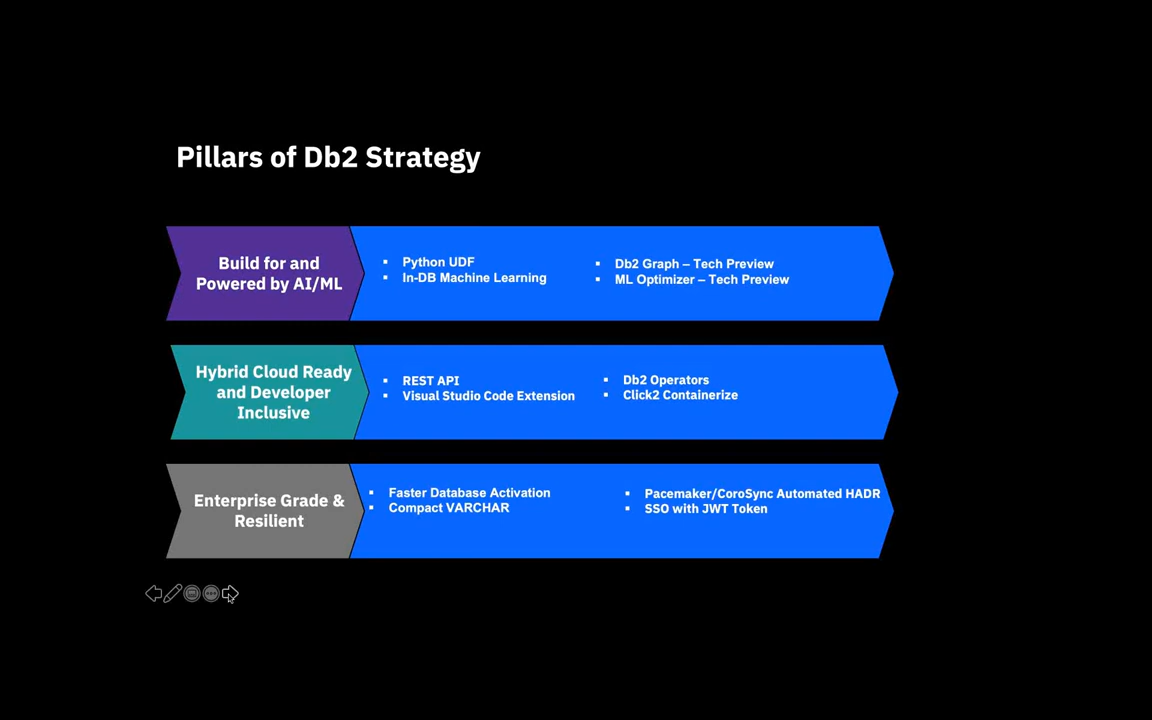 Pillars of Db2 Strategy
Build for and
Powered by AI/ML
Python UDF
In-DB Machine Learning
Db2 Graph – Tech Preview
ML Optimizer – Tech Preview
Hybrid Cloud Ready
and Developer
Inclusive
REST API
Visual Studio Code Extension
Db2 Operators
Click2 Containerize
Enterprise Grade &
Resilient
Faster Database Activation
Compact VARCHAR
Pacemaker/CoroSync Automated HADR
SSO with JWT Token